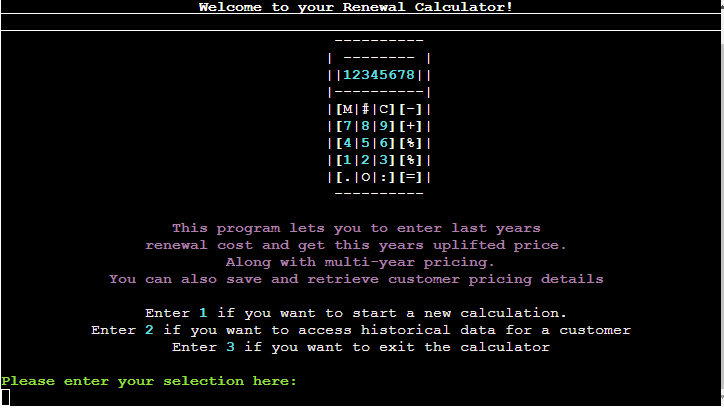 Welcome to your Renewal Calculator!
----------
| -------- |
||12345678||
|----------|
|[M|#|C][-]|
|[7|8|9][+]|
|[4|5|6][%]|
|[1|2|3][%]|
|[.|O|:][=]|
----------
This program lets you to enter last years
renewal cost and get this years uplifted price.
Along with multi-year pricing.
You can also save and retrieve customer pricing details
Enter 1 if you want to start a new calculation.
Enter 2 if you want to access historical data for a customer
Enter 3 if you want to exit the calculator
Please enter your selection here: